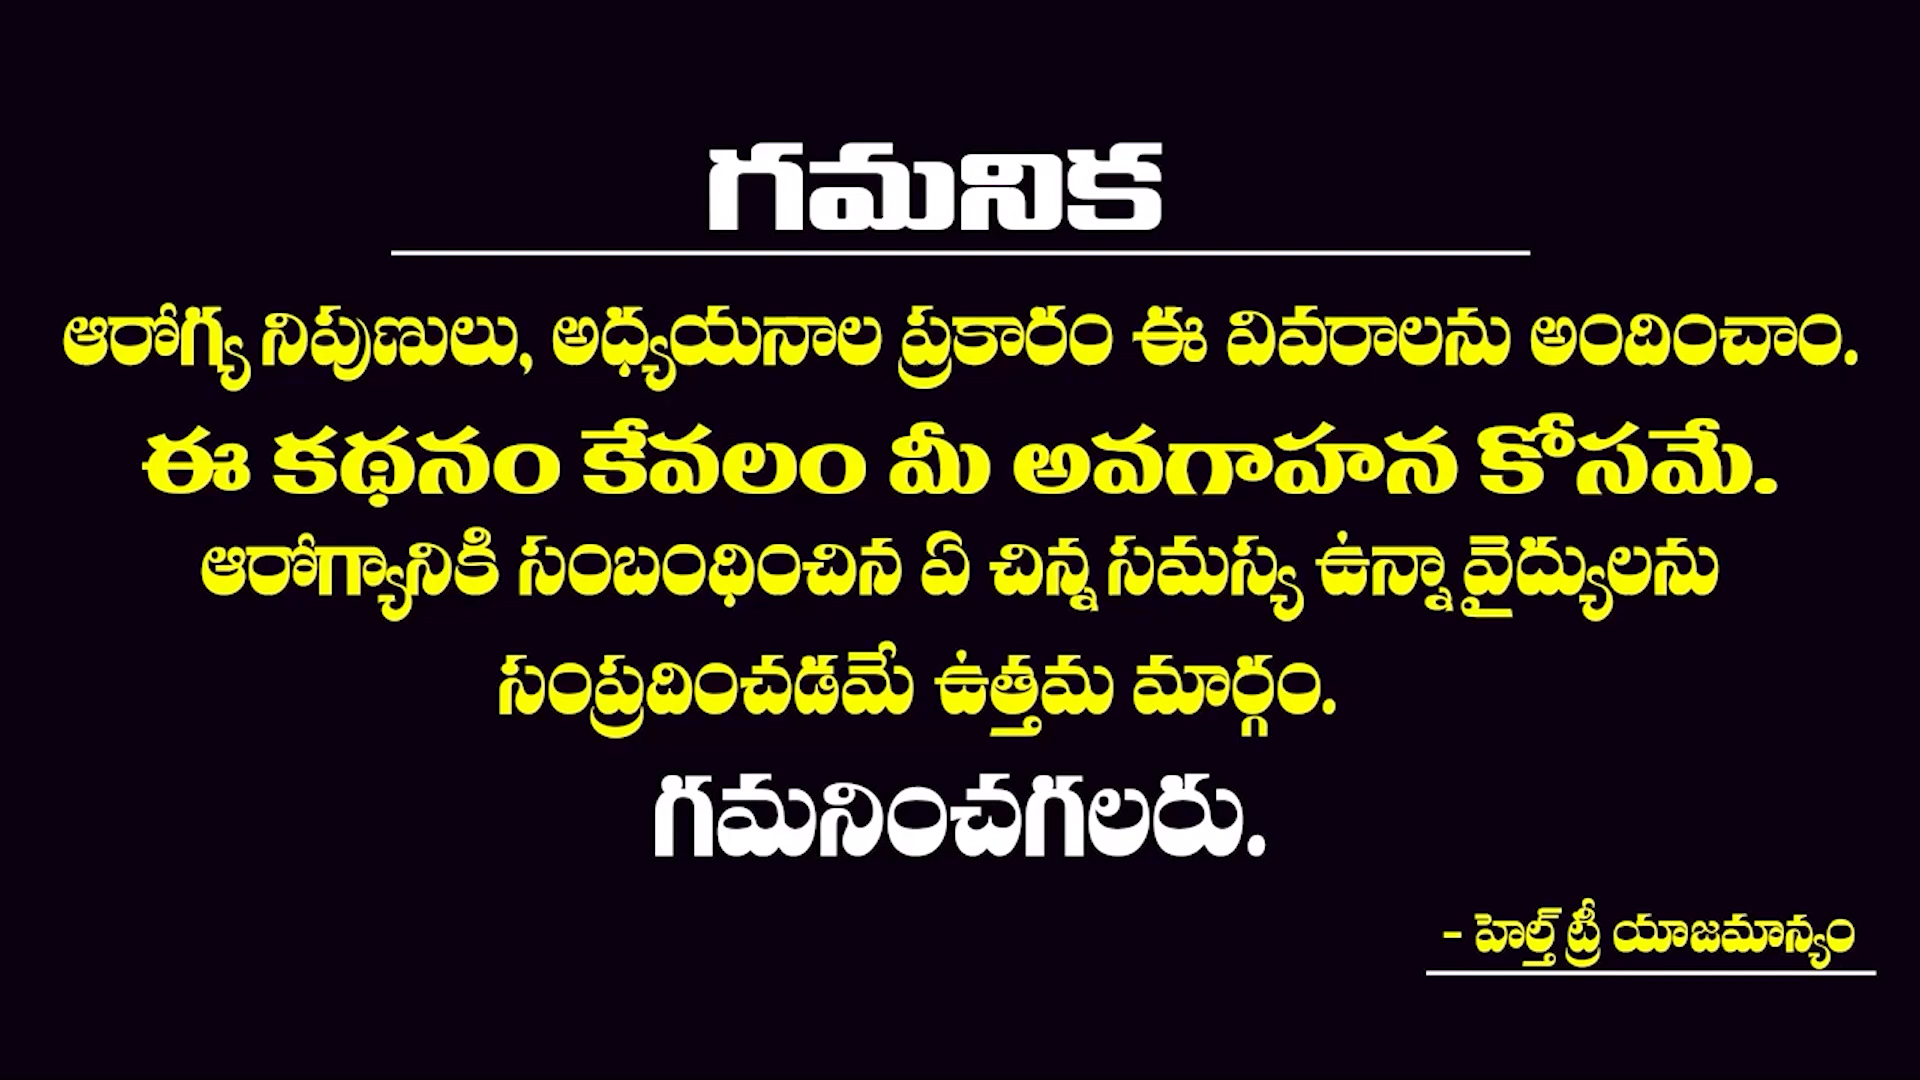 గమనిక
ఆరోగ్య నిపుణులు, అధ్యయనాల ప్రకారం ఈ వివరాలను అందించాం.
ఈ కథనం కేవలం మీ అవగాహన కోసమే.
ఆరోగ్యానికి సంబంధించిన ఏ చిన్న సమస్య ఉన్నా వైద్యులను
సంప్రదించడమే ఉత్తమ మార్గం.
గమనించగలరు.
- హెల్త్ ట్రీ యాజమాన్యం